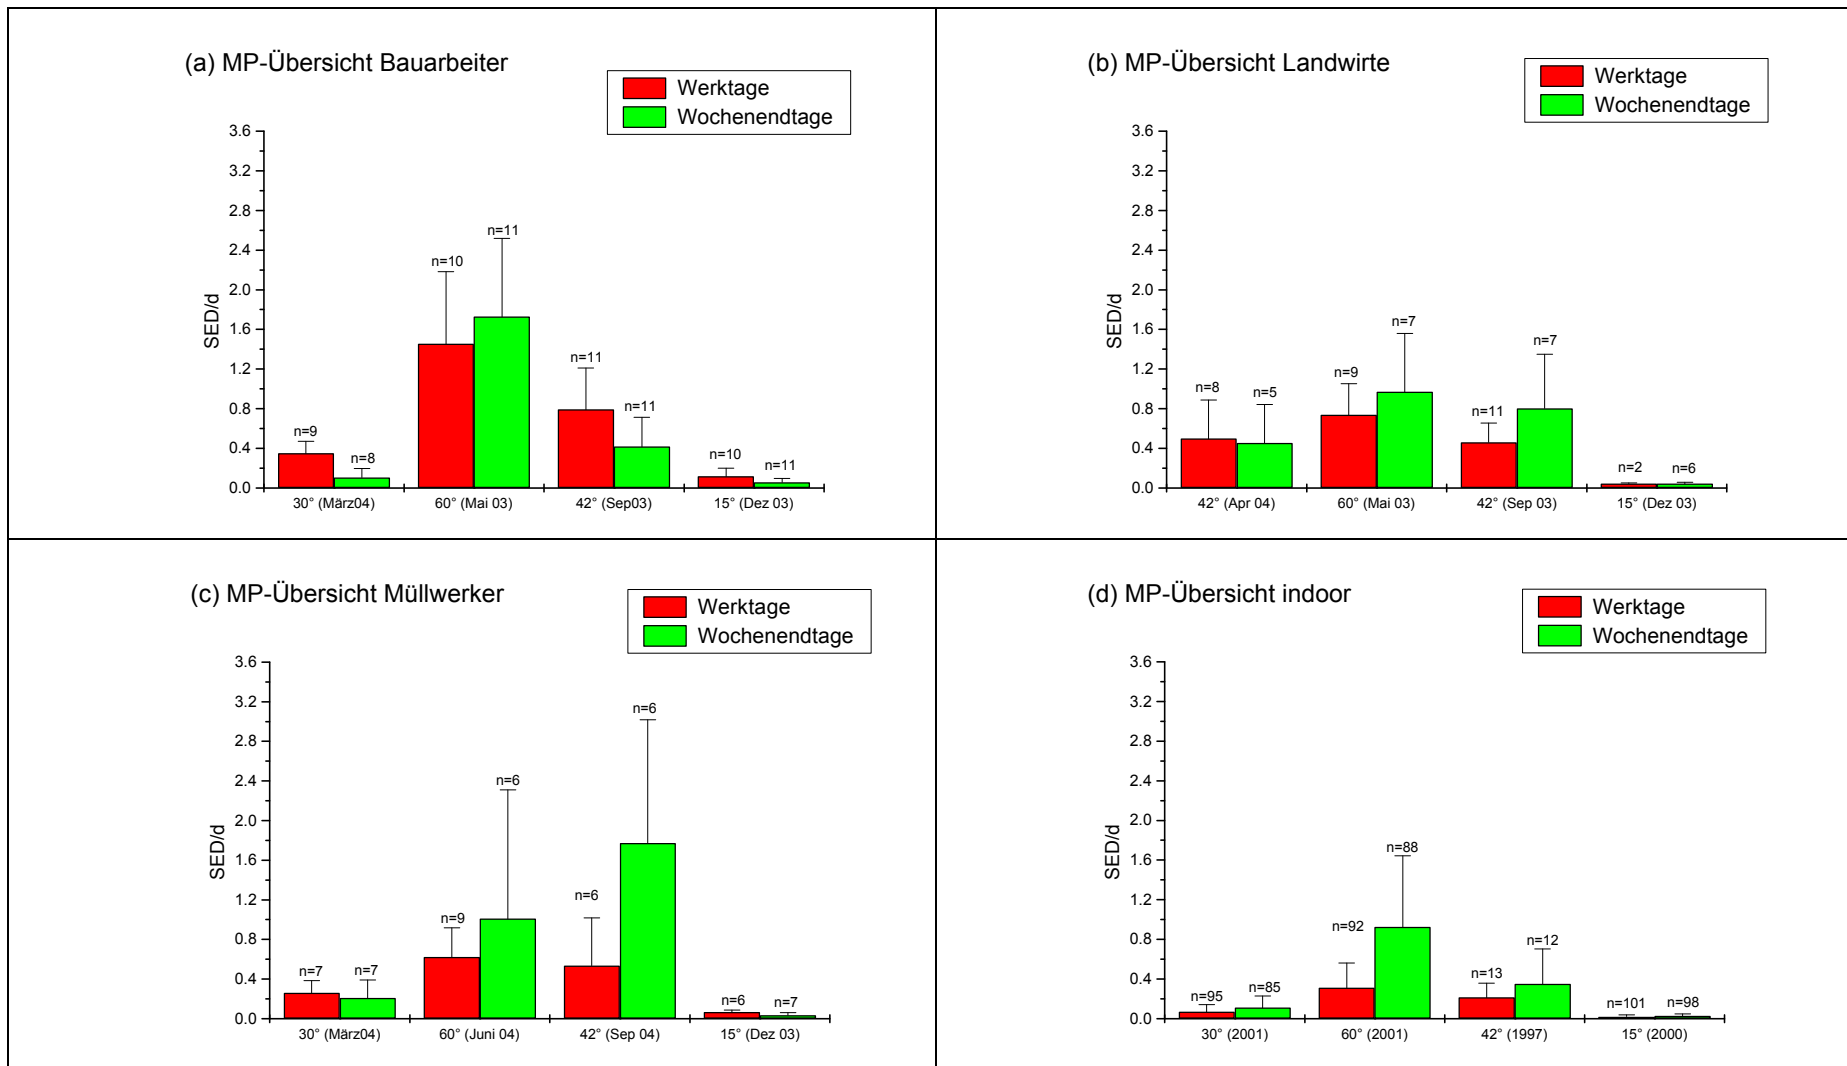 (a) MP-Übersicht Bauarbeiter
Werktage
Wochenendtage
3.6
3.2
2.8
2.4
2.0
1.6
1.2
0.8
0.4
0.0
SED/d
n=9
n=8
n=10
n=11
n=11
n=11
n=10
n=11
30° (März04)
60° (Mai 03)
42° (Sep03)
15° (Dez 03)
(b) MP-Übersicht Landwirte
Werktage
Wochenendtage
3.6
3.2
2.8
2.4
2.0
1.6
1.2
0.8
0.4
0.0
SED/d
n=8
n=5
n=9
n=7
n=11
n=7
n=2
n=6
42° (Apr 04)
60° (Mai 03)
42° (Sep 03)
15° (Dez 03)
(c) MP-Übersicht Müllwerker
Werktage
Wochenendtage
3.6
3.2
2.8
2.4
2.0
1.6
1.2
0.8
0.4
0.0
SED/d
n=7
n=7
n=9
n=6
n=6
n=6
n=6
n=7
30° (März04)
60° (Juni 04)
42° (Sep 04)
15° (Dez 03)
(d) MP-Übersicht indoor
Werktage
Wochenendtage
3.6
3.2
2.8
2.4
2.0
1.6
1.2
0.8
0.4
0.0
SED/d
n=95
n=85
n=92
n=88
n=13
n=12
n=101
n=98
30° (2001)
60° (2001)
42° (1997)
15° (2000)